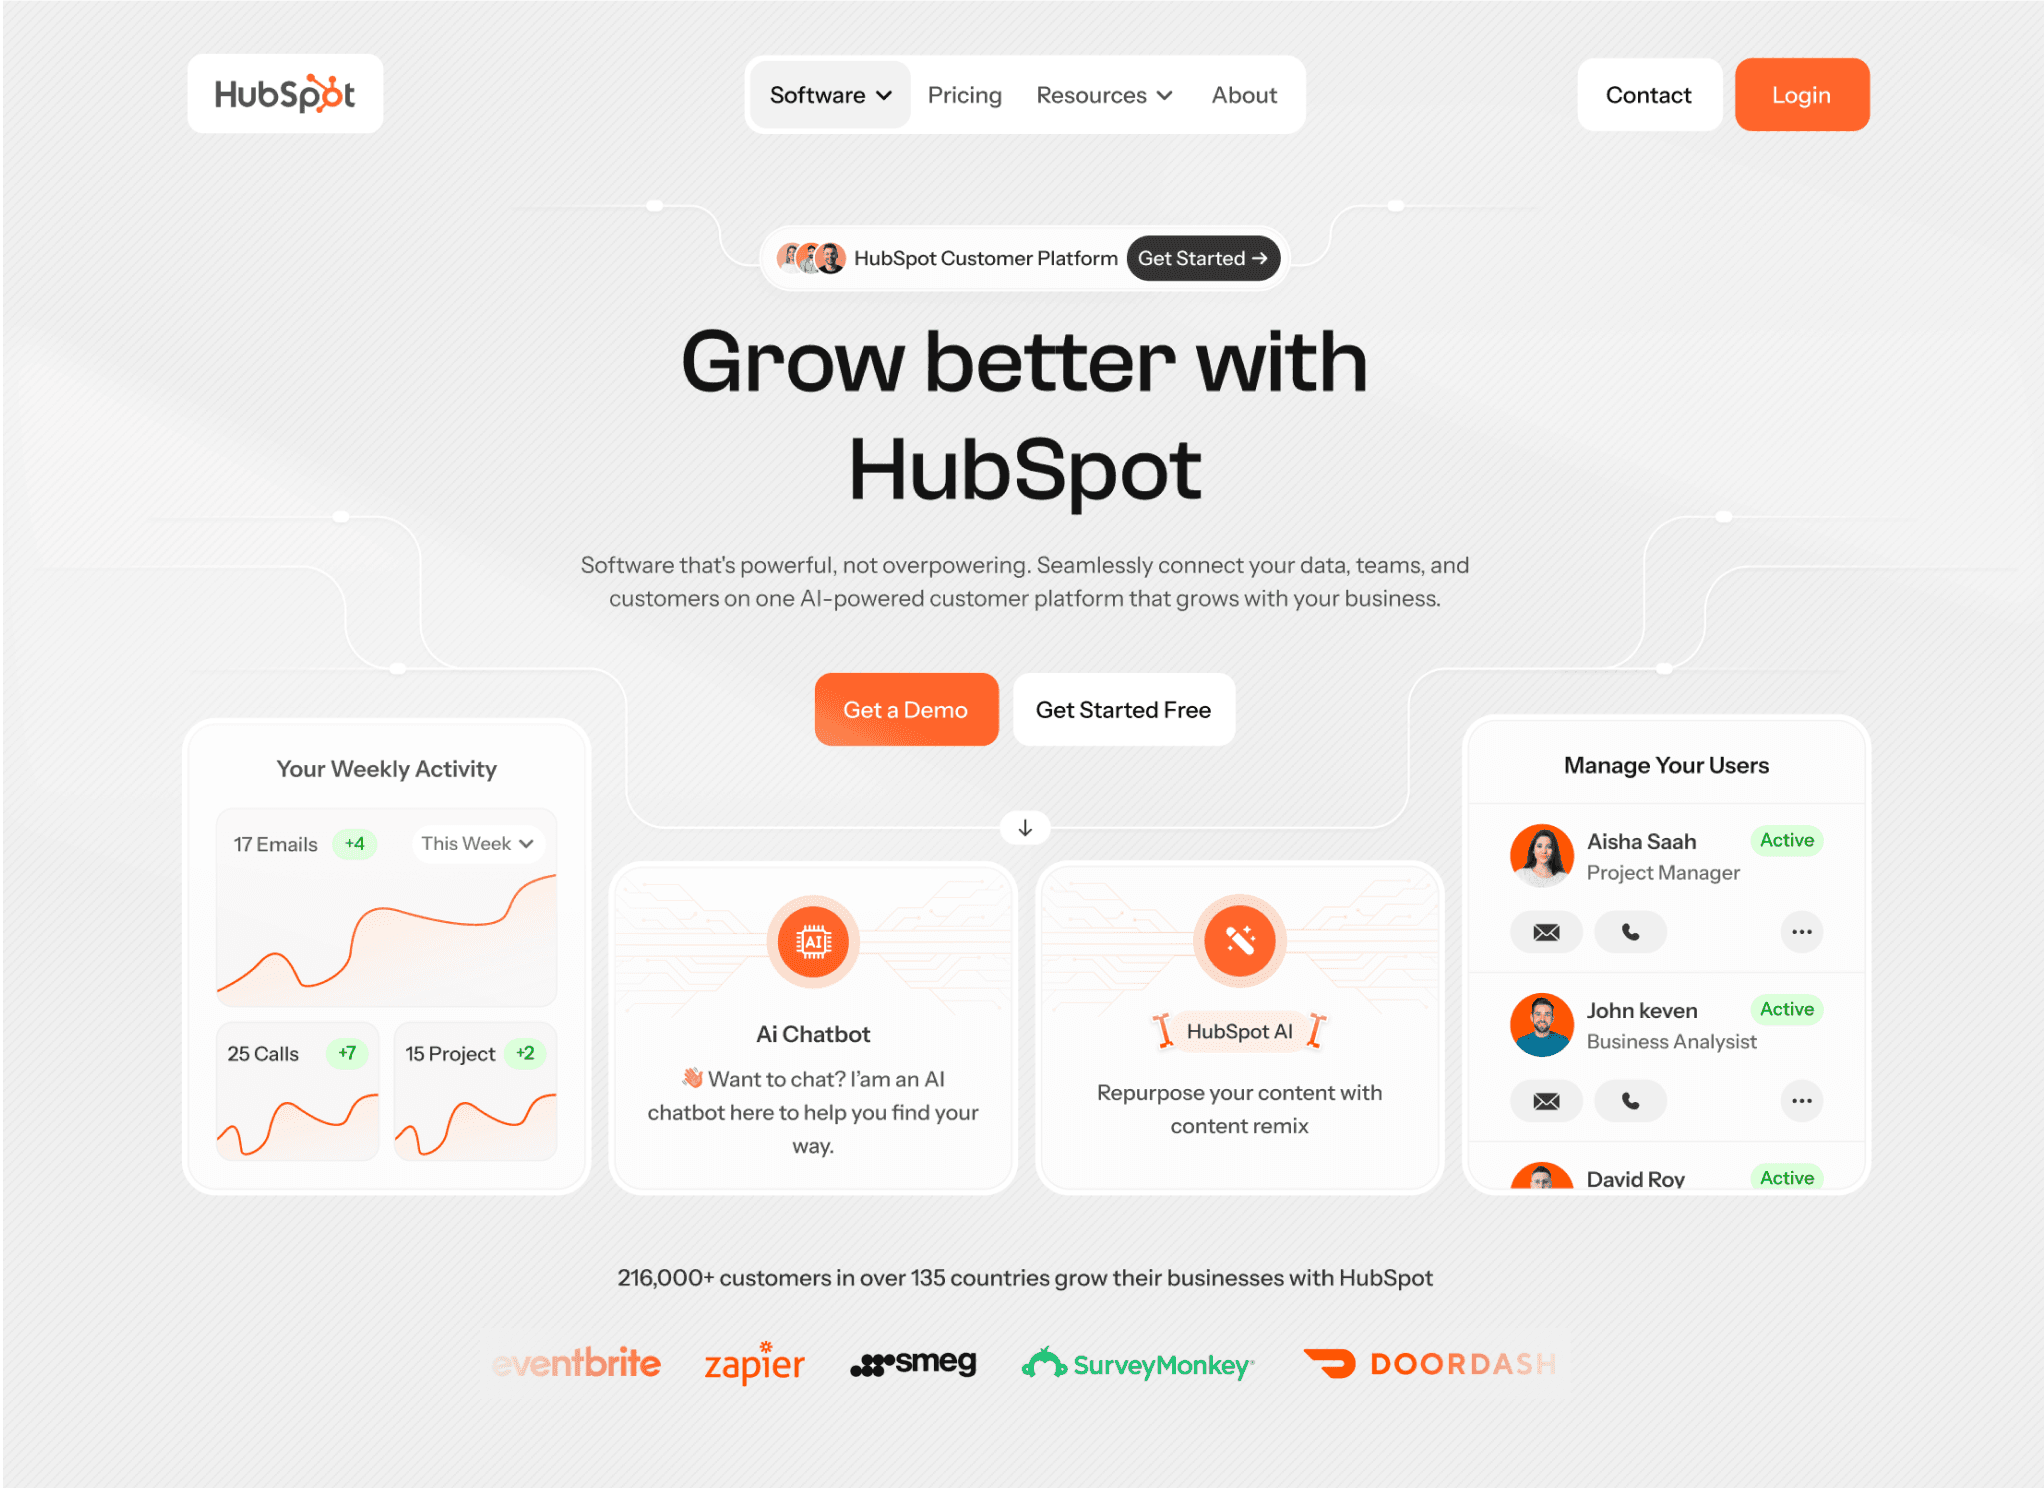 HubSpot
Software
Pricing
Resources
About
Contact
Login
HubSpot Customer Platform
Get Started →
Grow better with
HubSpot
Software that's powerful, not overpowering. Seamlessly connect your data, teams, and
customers on one AI-powered customer platform that grows with your business.
Get a Demo
Get Started Free
Your Weekly Activity
17 Emails
+4
This Week
25 Calls
+7
15 Project
+2
AI
Ai Chatbot
👋 Want to chat? I'am an AI
chatbot here to help you find your
way.
HubSpot AI
Repurpose your content with
content remix
Manage Your Users
Aisha Saah
Active
Project Manager
John keven
Active
Business Analysist
David Roy
Active
216,000+ customers in over 135 countries grow their businesses with HubSpot
eventbrite
zapier
smeg
SurveyMonkey
DOORDASH